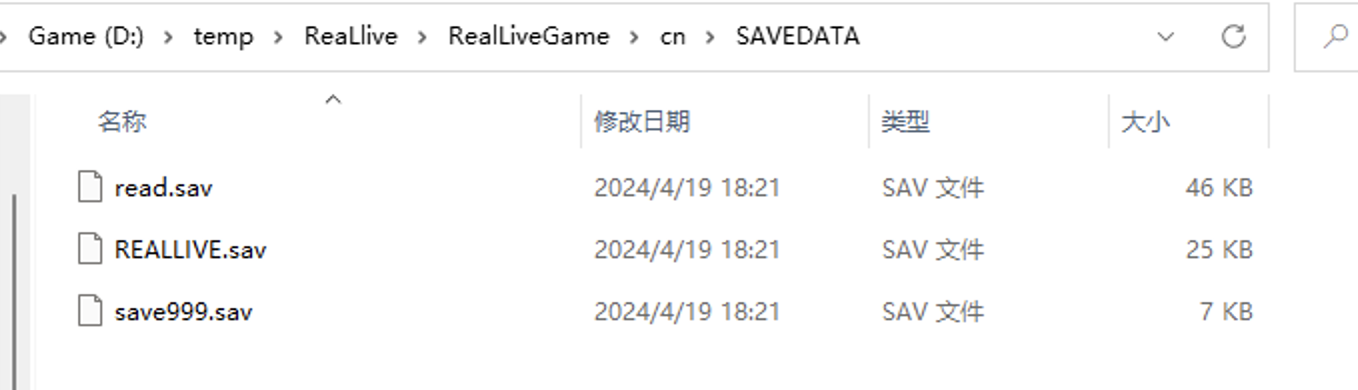 Game (D:) › temp › ReaLlive › RealLiveGame › cn › SAVEDATA
名称 修改日期 类型 大小
read.sav 2024/4/19 18:21 SAV 文件 46 KB
REALLIVE.sav 2024/4/19 18:21 SAV 文件 25 KB
save999.sav 2024/4/19 18:21 SAV 文件 7 KB